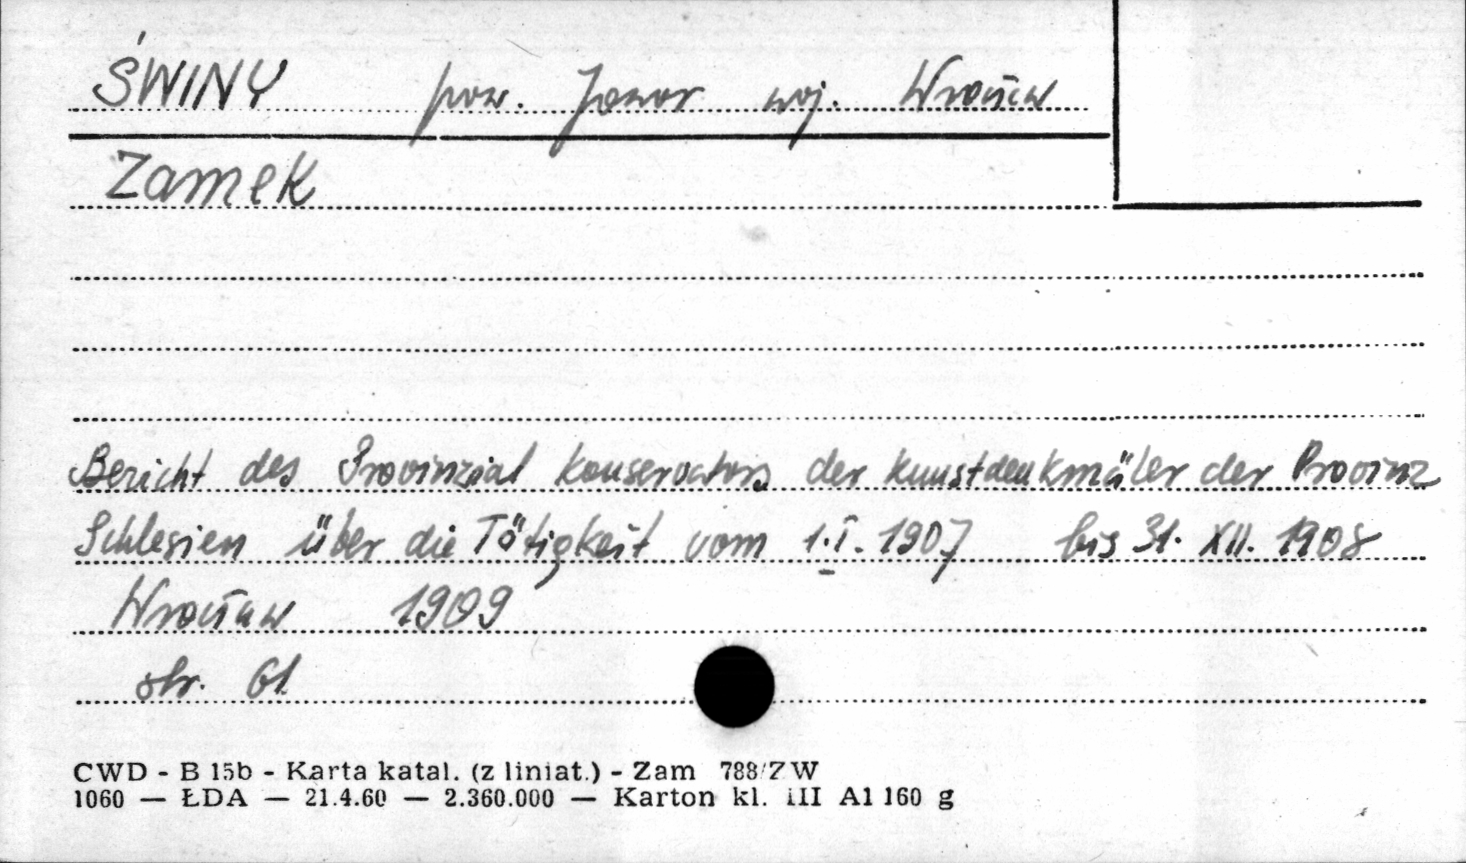 ŚWINY pow. Jawor woj. Wrocław
Zamek
Bericht des Provinzial konservators der kunstdenkmäler der Provinz
Schlesien über die Tätigkeit vom 1.I. 1907 bis 31. XII. 1908
Wrocław 1909
str. 61
CWD - B 15b - Karta katal. (z liniat.) - Zam 788/ZW
1060 — ŁDA — 21.4.60 — 2.360.000 — Karton kl. III A1 160 g